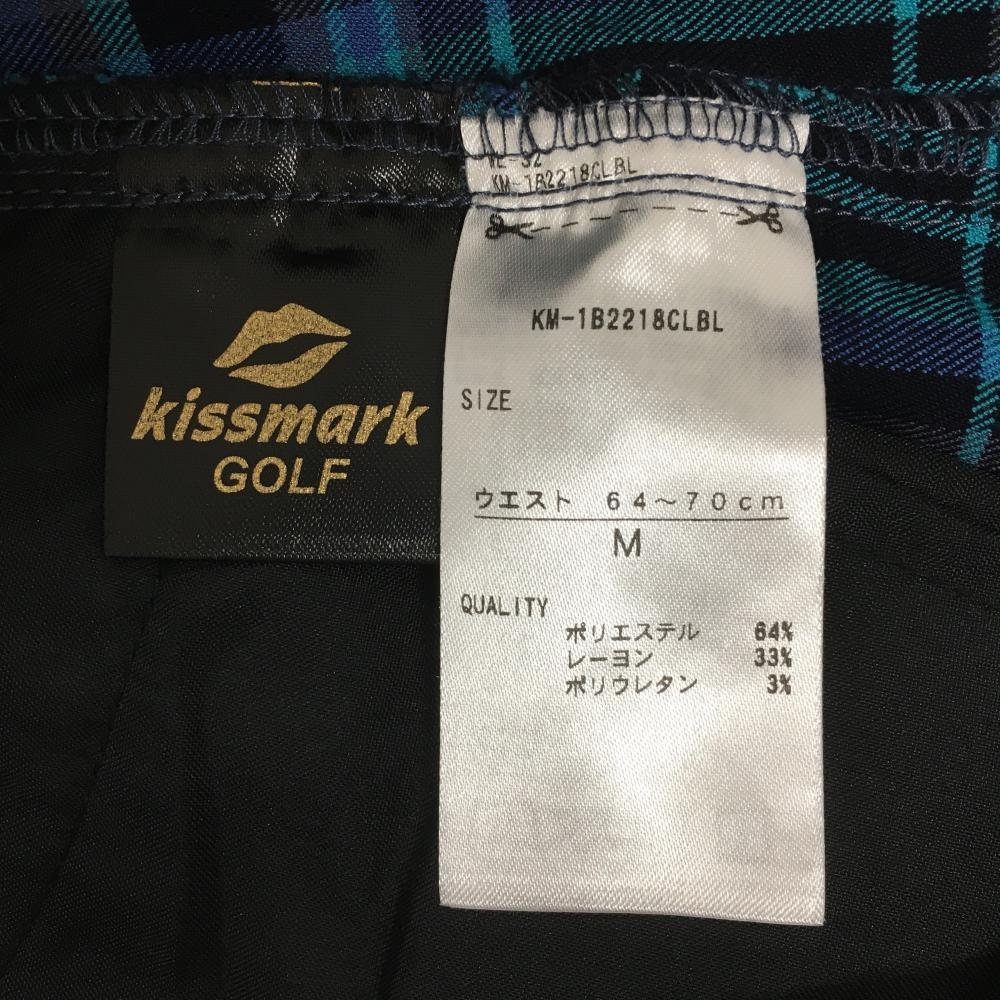 kissmark
GOLF
KM-1B2218CLBL
KM-1B2218CLBL
SIZE
ウエスト 64～70cm
M
QUALITY
ポリエステル 64%
レーヨン 33%
ポリウレタン 3%